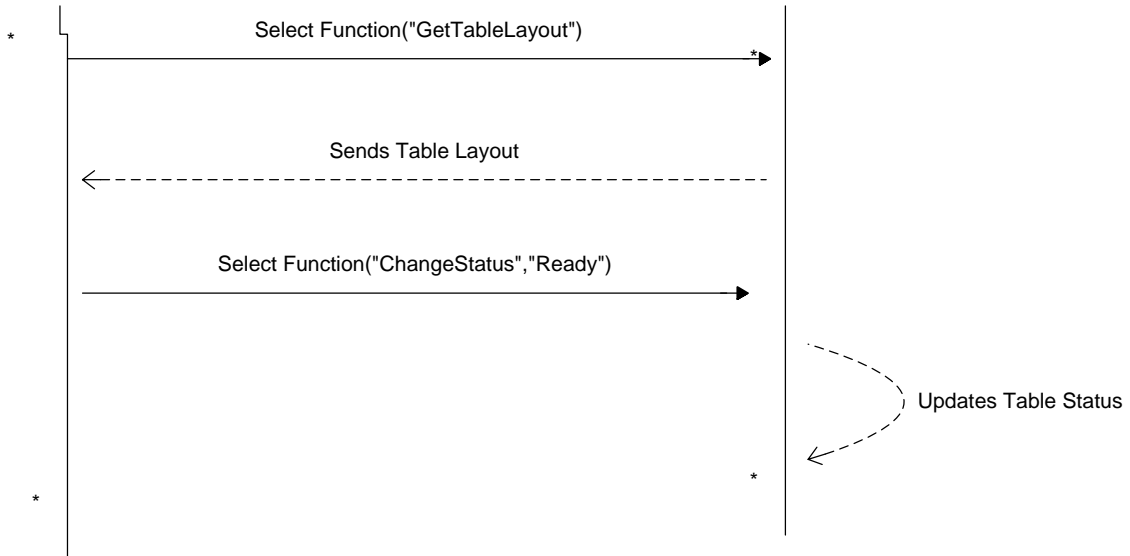 *
Select Function("GetTableLayout")
*
Sends Table Layout
Select Function("ChangeStatus","Ready")
Updates Table Status
*
*